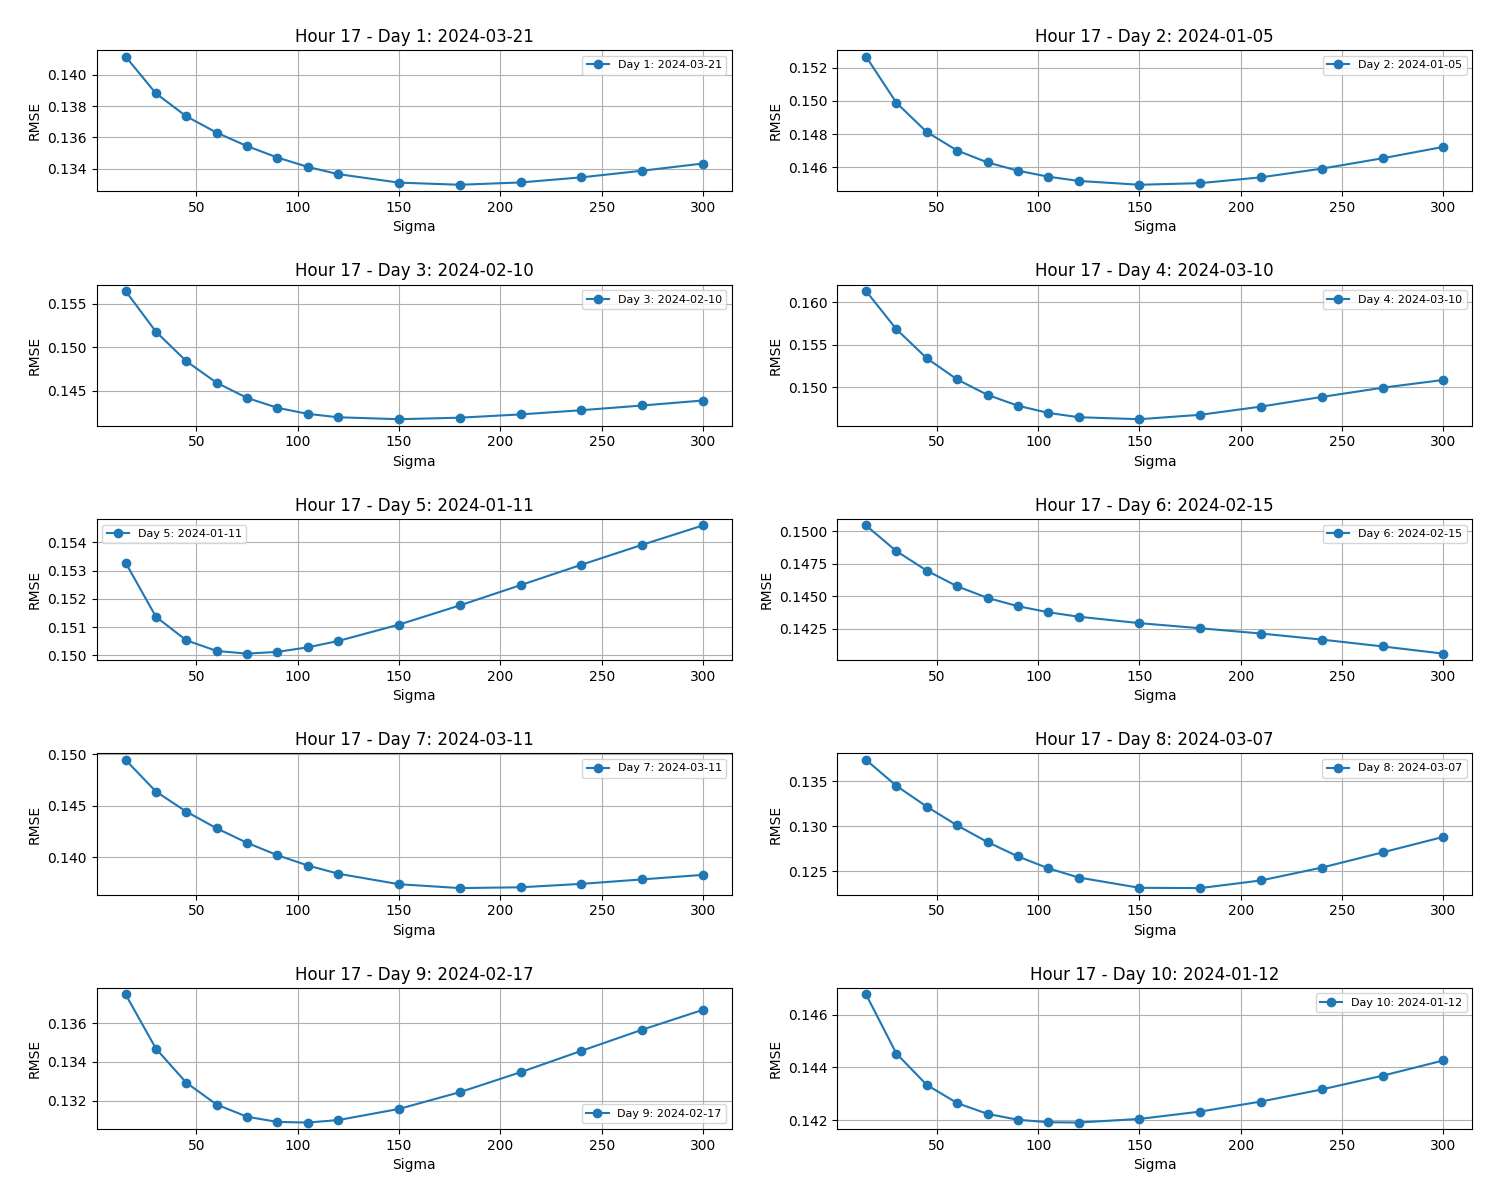 Hour 17 - Day 1: 2024-03-21
0.140
0.138
0.136
0.134
RMSE
Day 1: 2024-03-21
50 100 150 200 250 300
Sigma
Hour 17 - Day 2: 2024-01-05
0.152
0.150
0.148
0.146
RMSE
Day 2: 2024-01-05
50 100 150 200 250 300
Sigma
Hour 17 - Day 3: 2024-02-10
0.155
0.150
0.145
RMSE
Day 3: 2024-02-10
50 100 150 200 250 300
Sigma
Hour 17 - Day 4: 2024-03-10
0.160
0.155
0.150
RMSE
Day 4: 2024-03-10
50 100 150 200 250 300
Sigma
Hour 17 - Day 5: 2024-01-11
0.154
0.153
0.152
0.151
0.150
RMSE
Day 5: 2024-01-11
50 100 150 200 250 300
Sigma
Hour 17 - Day 6: 2024-02-15
0.1500
0.1475
0.1450
0.1425
RMSE
Day 6: 2024-02-15
50 100 150 200 250 300
Sigma
Hour 17 - Day 7: 2024-03-11
0.150
0.145
0.140
RMSE
Day 7: 2024-03-11
50 100 150 200 250 300
Sigma
Hour 17 - Day 8: 2024-03-07
0.135
0.130
0.125
RMSE
Day 8: 2024-03-07
50 100 150 200 250 300
Sigma
Hour 17 - Day 9: 2024-02-17
0.136
0.134
0.132
RMSE
Day 9: 2024-02-17
50 100 150 200 250 300
Sigma
Hour 17 - Day 10: 2024-01-12
0.146
0.144
0.142
RMSE
Day 10: 2024-01-12
50 100 150 200 250 300
Sigma